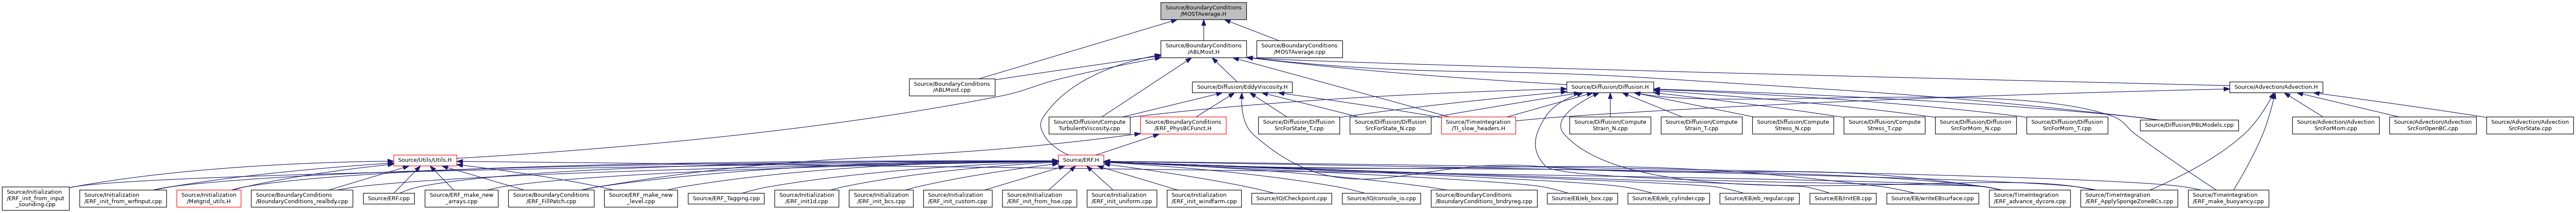 Source/BoundaryConditions
/MOSTAverage.H
Source/BoundaryConditions
/ABLMost.H
Source/BoundaryConditions
/MOSTAverage.cpp
Source/BoundaryConditions
/ABLMost.cpp
Source/Diffusion/EddyViscosity.H
Source/Diffusion/Diffusion.H
Source/Advection/Advection.H
Source/Diffusion/Compute
TurbulentViscosity.cpp
Source/BoundaryConditions
/ERF_PhysBCFunct.H
Source/Diffusion/Diffusion
SrcForState_T.cpp
Source/Diffusion/Diffusion
SrcForState_N.cpp
Source/TimeIntegration
/TI_slow_headers.H
Source/Diffusion/Compute
Strain_N.cpp
Source/Diffusion/Compute
Strain_T.cpp
Source/Diffusion/Compute
Stress_N.cpp
Source/Diffusion/Compute
Stress_T.cpp
Source/Diffusion/Diffusion
SrcForMom_N.cpp
Source/Diffusion/Diffusion
SrcForMom_T.cpp
Source/Diffusion/PBLModels.cpp
Source/Advection/Advection
SrcForMom.cpp
Source/Advection/Advection
SrcForOpenBC.cpp
Source/Advection/Advection
SrcForState.cpp
Source/Utils/Utils.H
Source/ERF.H
Source/Initialization
/ERF_init_from_input
_sounding.cpp
Source/Initialization
/ERF_init_from_wrfinput.cpp
Source/Initialization
/Metgrid_utils.H
Source/BoundaryConditions
/BoundaryConditions_realbdy.cpp
Source/ERF.cpp
Source/ERF_make_new
_arrays.cpp
Source/BoundaryConditions
/ERF_FillPatch.cpp
Source/ERF_make_new
_level.cpp
Source/ERF_Tagging.cpp
Source/Initialization
/ERF_init1d.cpp
Source/Initialization
/ERF_init_bcs.cpp
Source/Initialization
/ERF_init_custom.cpp
Source/Initialization
/ERF_init_from_hse.cpp
Source/Initialization
/ERF_init_uniform.cpp
Source/Initialization
/ERF_init_windfarm.cpp
Source/IO/Checkpoint.cpp
Source/IO/console_io.cpp
Source/BoundaryConditions
/BoundaryConditions_bndryreg.cpp
Source/EB/eb_box.cpp
Source/EB/eb_cylinder.cpp
Source/EB/eb_regular.cpp
Source/EB/initEB.cpp
Source/EB/writeEBsurface.cpp
Source/TimeIntegration
/ERF_advance_dycore.cpp
Source/TimeIntegration
/ERF_ApplySpongeZoneBCs.cpp
Source/TimeIntegration
/ERF_make_buoyancy.cpp